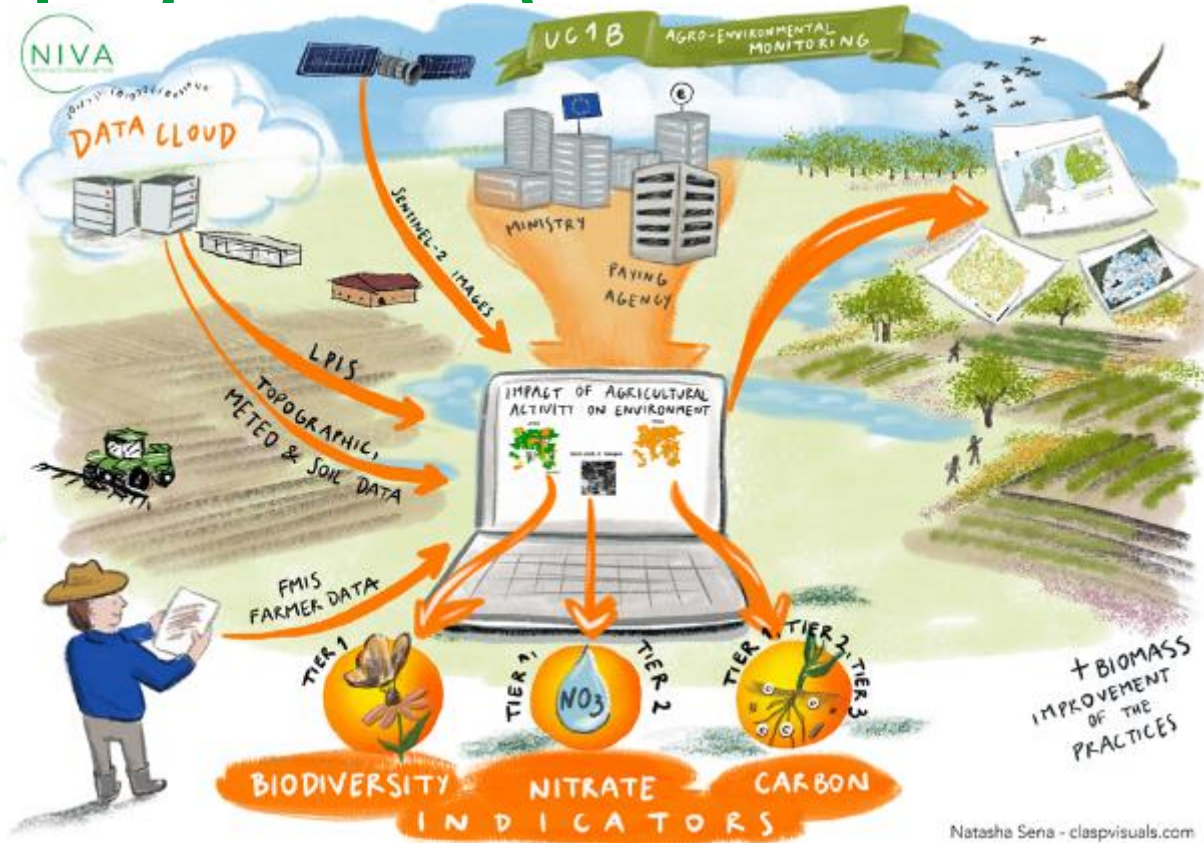 NIVA
UC1B
AGRO-ENVIRONMENTAL
MONITORING
DATA CLOUD
SENTINEL-2 IMAGES
MINISTRY
PAYING
AGENCY
LPIS
TOPOGRAPHIC,
METEO & SOIL DATA
IMPACT OF AGRICULTURAL
ACTIVITY ON ENVIRONMENT
FMIS
FARMER DATA
TIER 1
TIER 1,
TIER 2
TIER 1, TIER 2, TIER 3
NO3
C
C
C
C
BIODIVERSITY
NITRATE
CARBON
INDICATORS
+ BIOMASS
IMPROVEMENT
OF THE
PRACTICES
Natasha Sena - claspvisuals.com